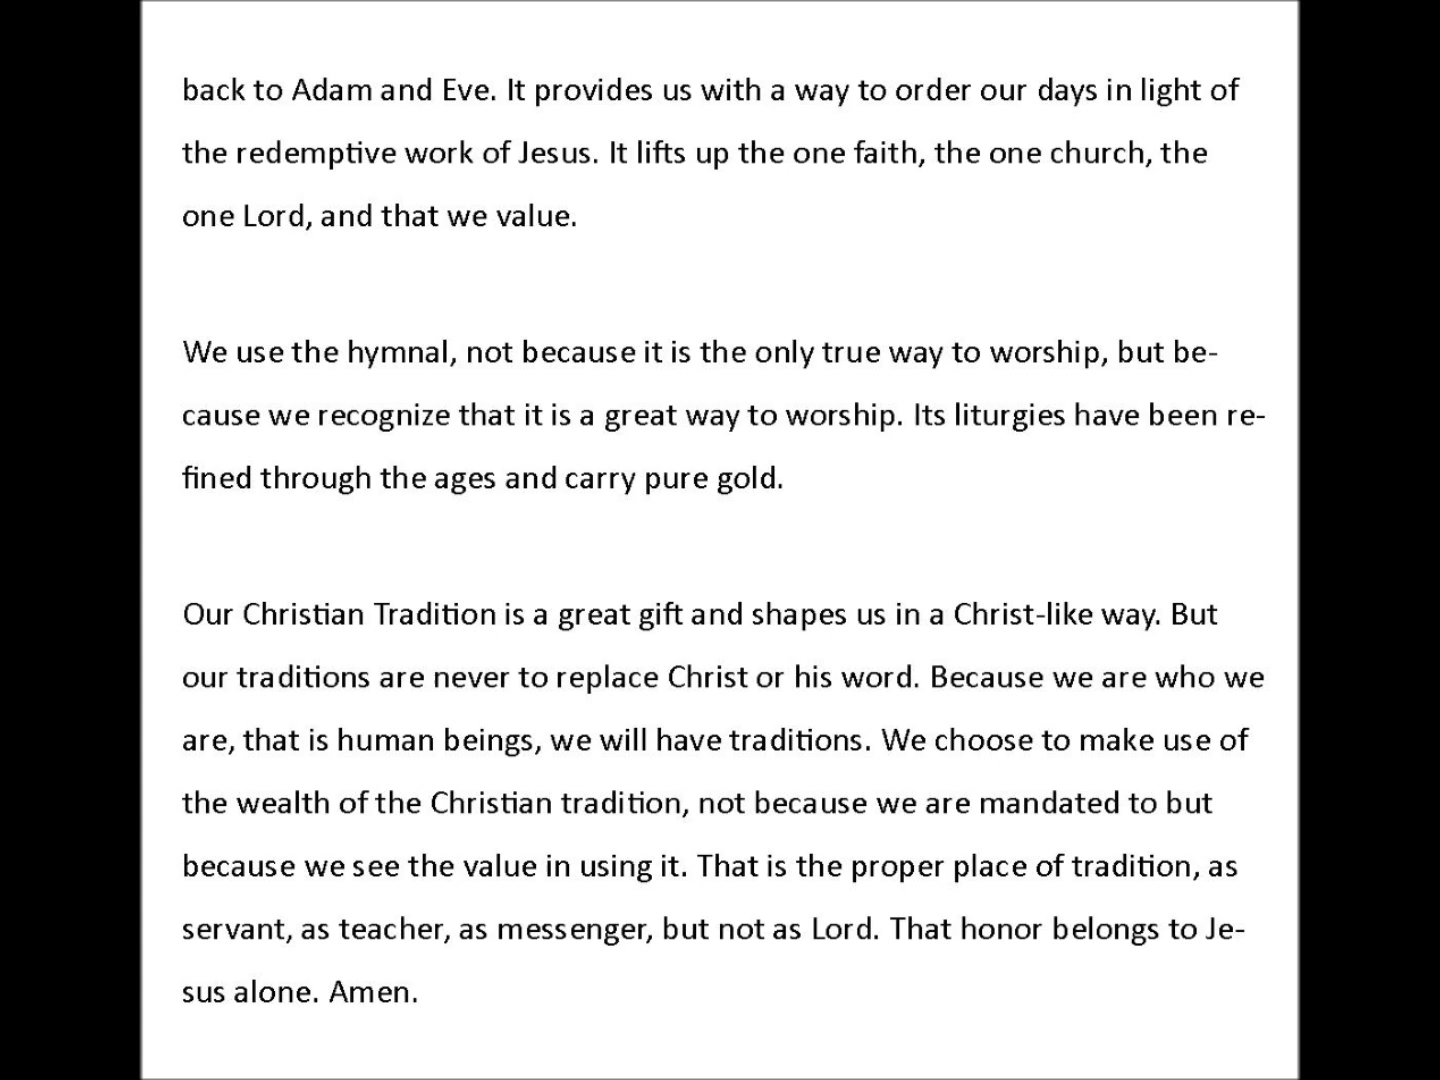 back to Adam and Eve. It provides us with a way to order our days in light of
the redemptive work of Jesus. It lifts up the one faith, the one church, the
one Lord, and that we value.
We use the hymnal, not because it is the only true way to worship, but be-
cause we recognize that it is a great way to worship. Its liturgies have been re-
fined through the ages and carry pure gold.
Our Christian Tradition is a great gift and shapes us in a Christ-like way. But
our traditions are never to replace Christ or his word. Because we are who we
are, that is human beings, we will have traditions. We choose to make use of
the wealth of the Christian tradition, not because we are mandated to but
because we see the value in using it. That is the proper place of tradition, as
servant, as teacher, as messenger, but not as Lord. That honor belongs to Je-
sus alone. Amen.